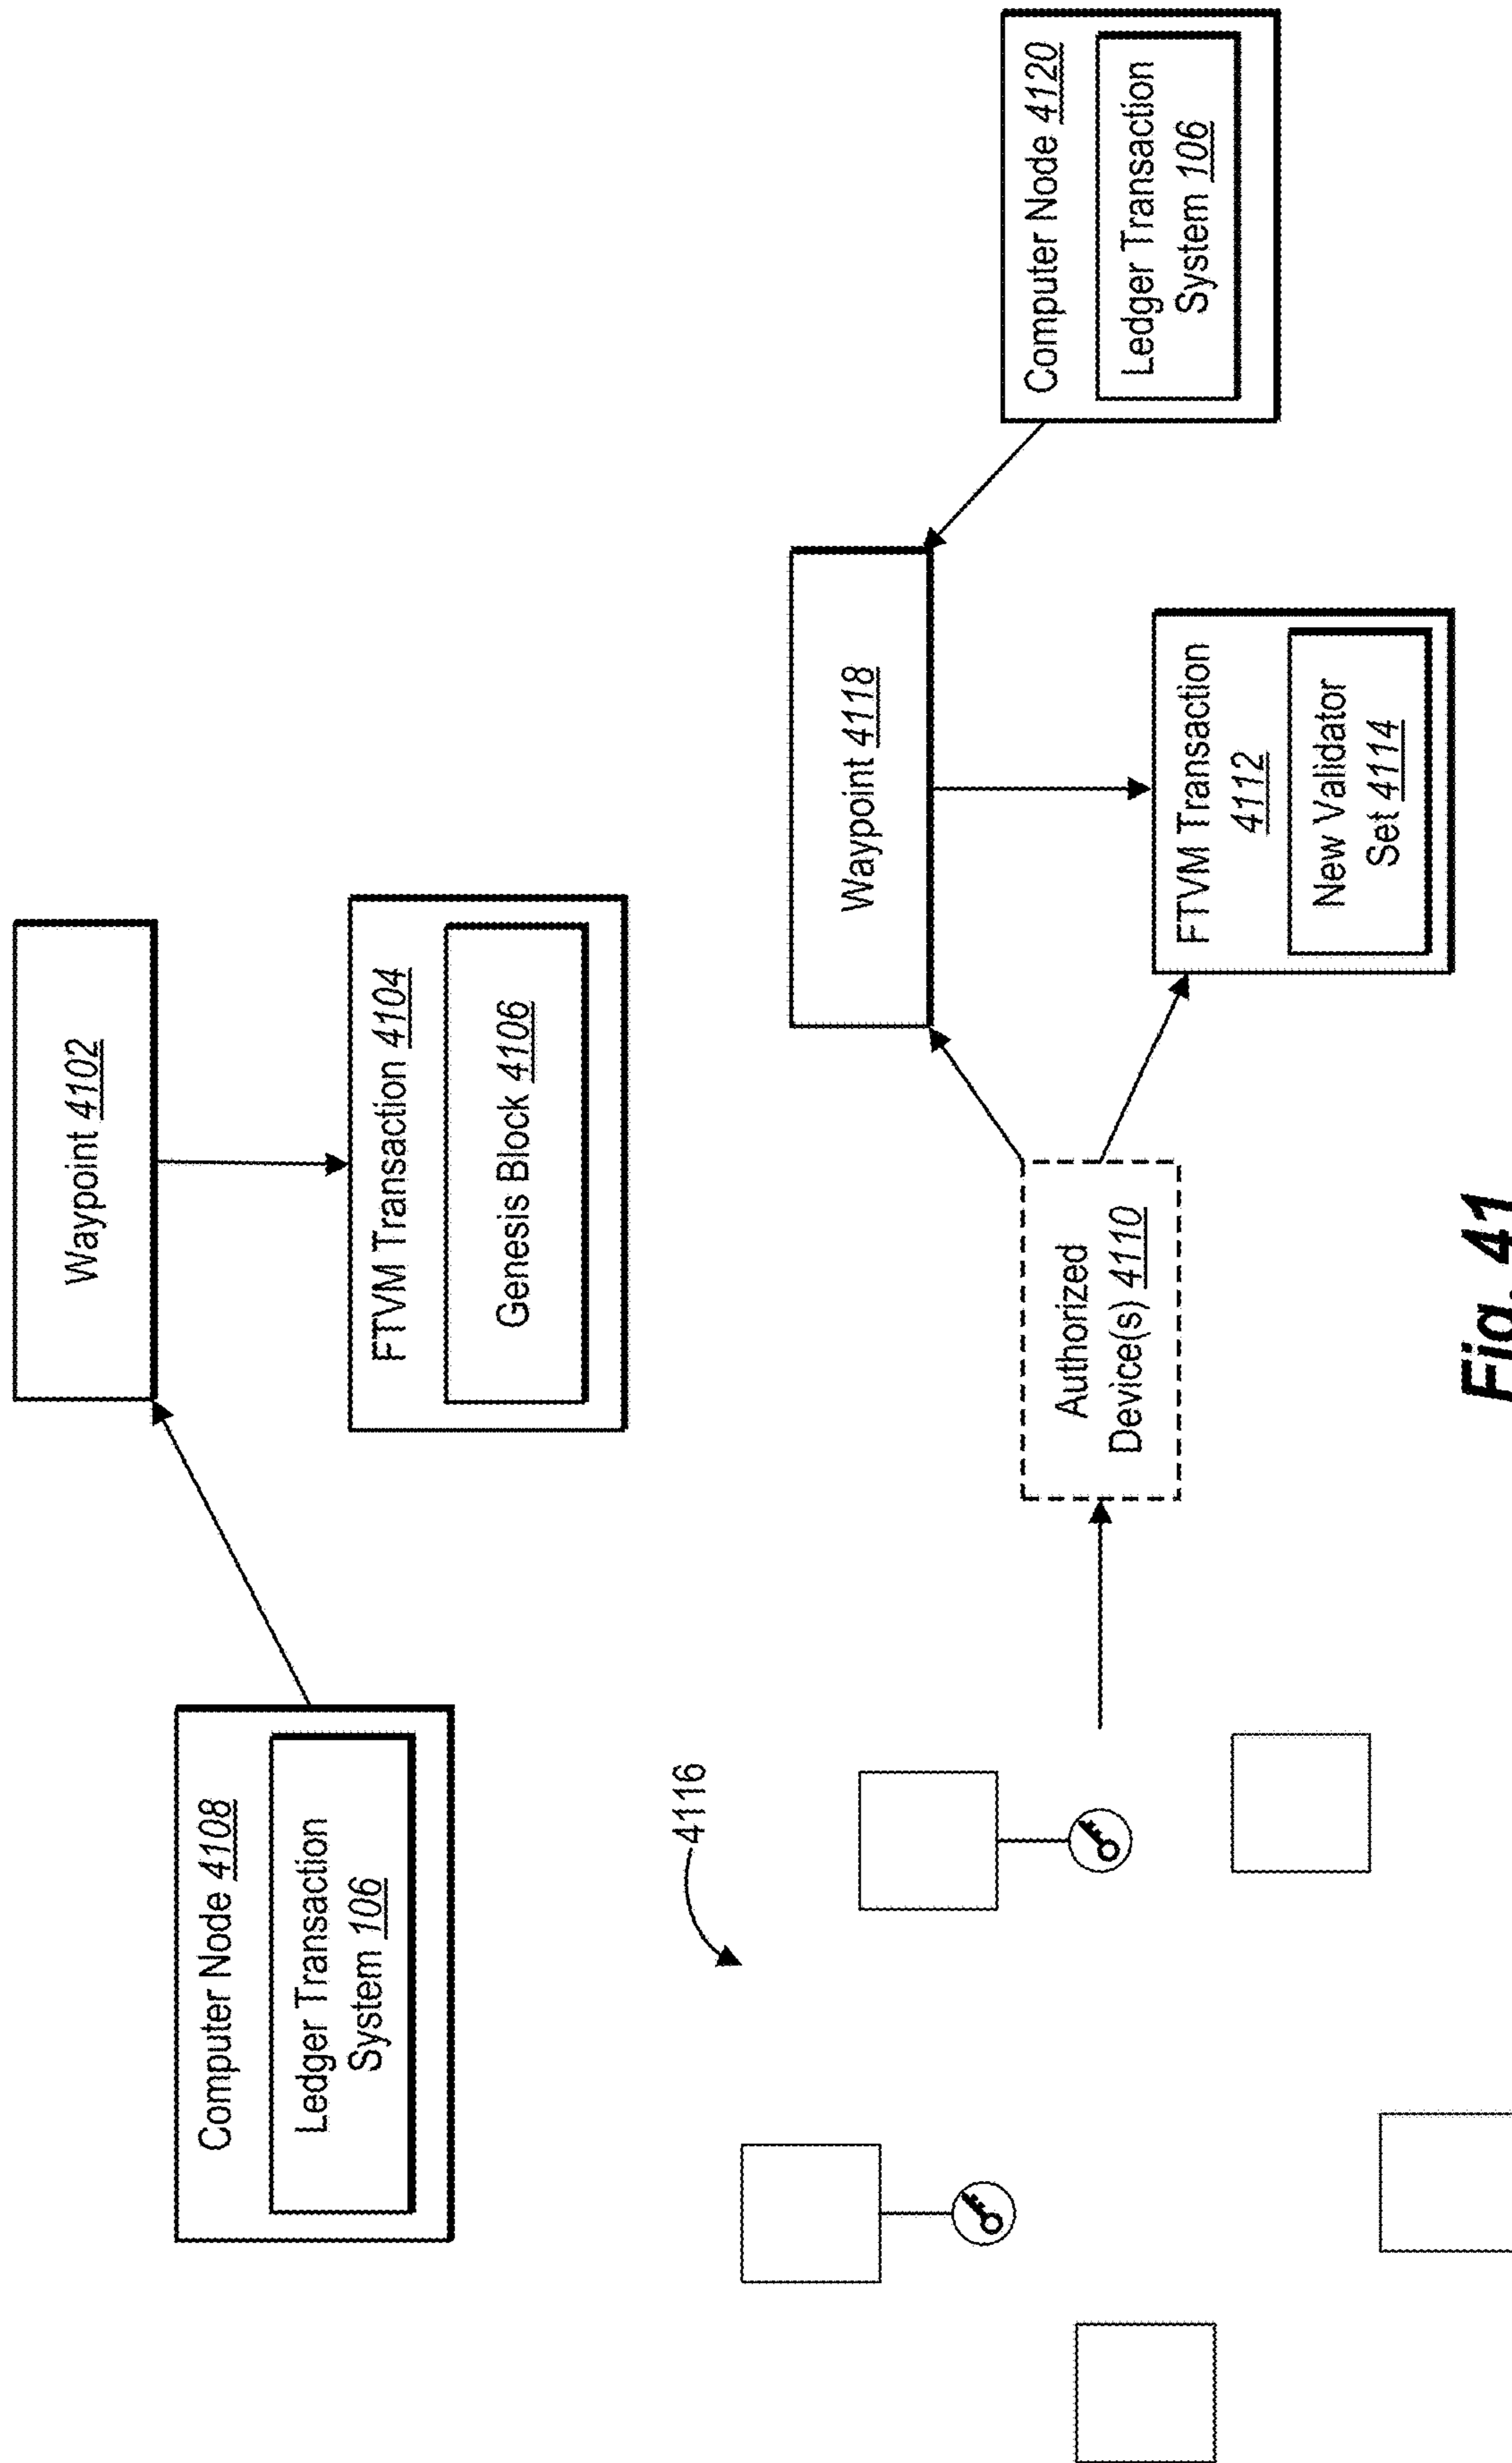 Computer Node 4108
Ledger Transaction
System 106
Waypoint 4102
FTVM Transaction 4104
Genesis Block 4106
4116
Authorized
Device(s) 4110
Waypoint 4118
FTVM Transaction
4112
New Validator
Set 4114
Computer Node 4120
Ledger Transaction
System 106
Fig. 41